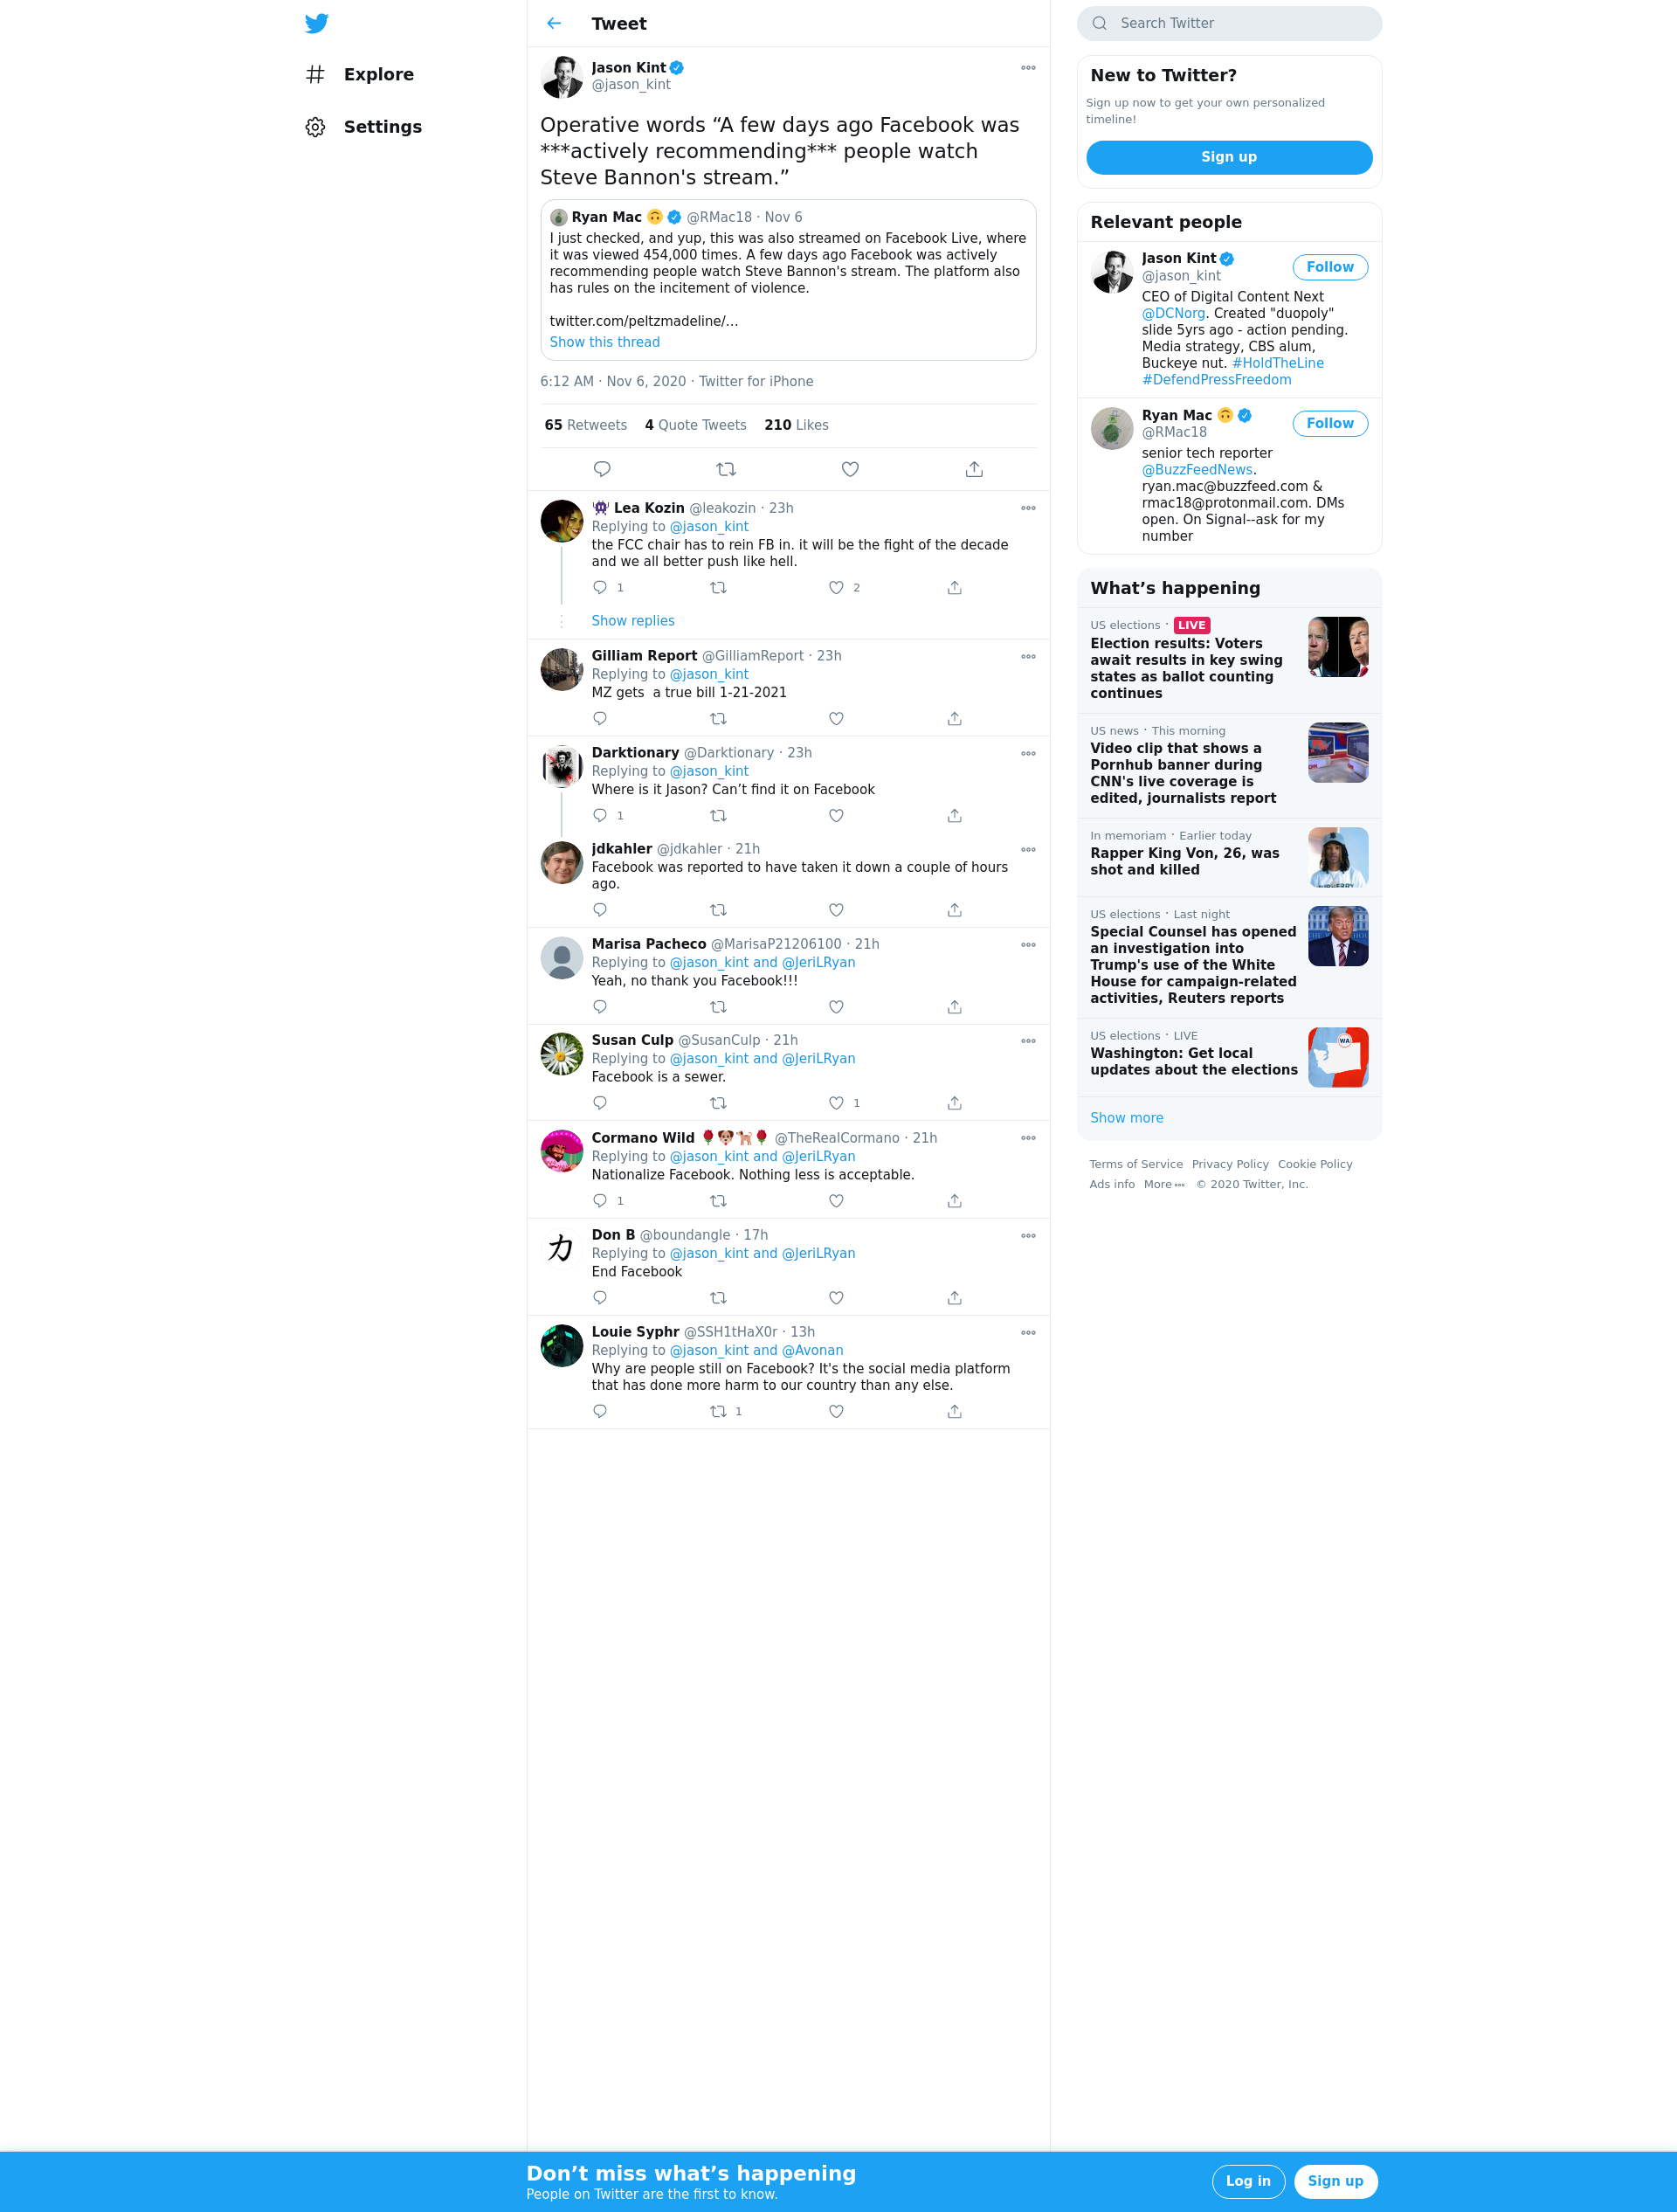 Explore
Settings
Tweet
Jason Kint
@jason_kint
Operative words “A few days ago Facebook was
***actively recommending*** people watch
Steve Bannon's stream.”
Ryan Mac 🙃 @RMac18 · Nov 6
I just checked, and yup, this was also streamed on Facebook Live, where
it was viewed 454,000 times. A few days ago Facebook was actively
recommending people watch Steve Bannon's stream. The platform also
has rules on the incitement of violence.
twitter.com/peltzmadeline/…
Show this thread
6:12 AM · Nov 6, 2020 · Twitter for iPhone
65 Retweets 4 Quote Tweets 210 Likes
👾 Lea Kozin @leakozin · 23h
Replying to @jason_kint
the FCC chair has to rein FB in. it will be the fight of the decade
and we all better push like hell.
1 2
Show replies
Gilliam Report @GilliamReport · 23h
Replying to @jason_kint
MZ gets  a true bill 1-21-2021
Darktionary @Darktionary · 23h
Replying to @jason_kint
Where is it Jason? Can’t find it on Facebook
1
jdkahler @jdkahler · 21h
Facebook was reported to have taken it down a couple of hours
ago.
Marisa Pacheco @MarisaP21206100 · 21h
Replying to @jason_kint and @JeriLRyan
Yeah, no thank you Facebook!!!
Susan Culp @SusanCulp · 21h
Replying to @jason_kint and @JeriLRyan
Facebook is a sewer.
1
Cormano Wild 🌹🐶🐕🌹 @TheRealCormano · 21h
Replying to @jason_kint and @JeriLRyan
Nationalize Facebook. Nothing less is acceptable.
1
カ
Don B @boundangle · 17h
Replying to @jason_kint and @JeriLRyan
End Facebook
Louie Syphr @SSH1tHaX0r · 13h
Replying to @jason_kint and @Avonan
Why are people still on Facebook? It's the social media platform
that has done more harm to our country than any else.
1
Search Twitter
New to Twitter?
Sign up now to get your own personalized
timeline!
Sign up
Relevant people
Jason Kint
@jason_kint
Follow
CEO of Digital Content Next
@DCNorg. Created "duopoly"
slide 5yrs ago - action pending.
Media strategy, CBS alum,
Buckeye nut. #HoldTheLine
#DefendPressFreedom
Ryan Mac 🙃
@RMac18
Follow
senior tech reporter
@BuzzFeedNews.
ryan.mac@buzzfeed.com &
rmac18@protonmail.com. DMs
open. On Signal--ask for my
number
What’s happening
US elections · LIVE
Election results: Voters
await results in key swing
states as ballot counting
continues
US news · This morning
Video clip that shows a
Pornhub banner during
CNN's live coverage is
edited, journalists report
In memoriam · Earlier today
Rapper King Von, 26, was
shot and killed
US elections · Last night
Special Counsel has opened
an investigation into
Trump's use of the White
House for campaign-related
activities, Reuters reports
US elections · LIVE
Washington: Get local
updates about the elections
WA
Show more
Terms of Service Privacy Policy Cookie Policy
Ads info More © 2020 Twitter, Inc.
Don’t miss what’s happening
People on Twitter are the first to know.
Log in
Sign up